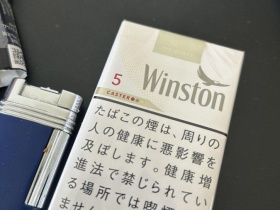 5
CASTER
Winston
たばこの煙は、周りの
人の健康に悪影響を
及ぼします。健康増
進法で禁じられてい
る場所では喫煙